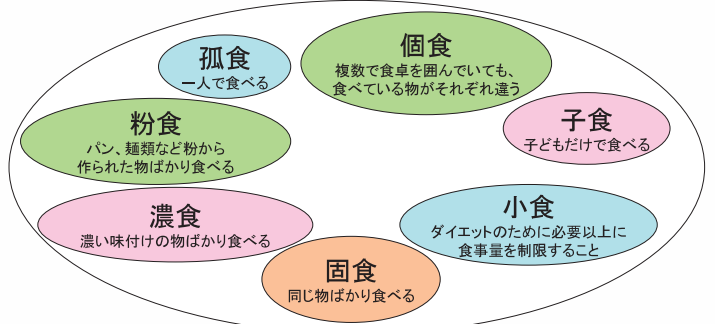 孤食
一人で食べる
個食
複数で食卓を囲んでいても、
食べている物がそれぞれ違う
子食
子どもだけで食べる
粉食
パン、麺類など粉から
作られた物ばかり食べる
濃食
濃い味付けの物ばかり食べる
小食
ダイエットのために必要以上に
食事量を制限すること
固食
同じ物ばかり食べる